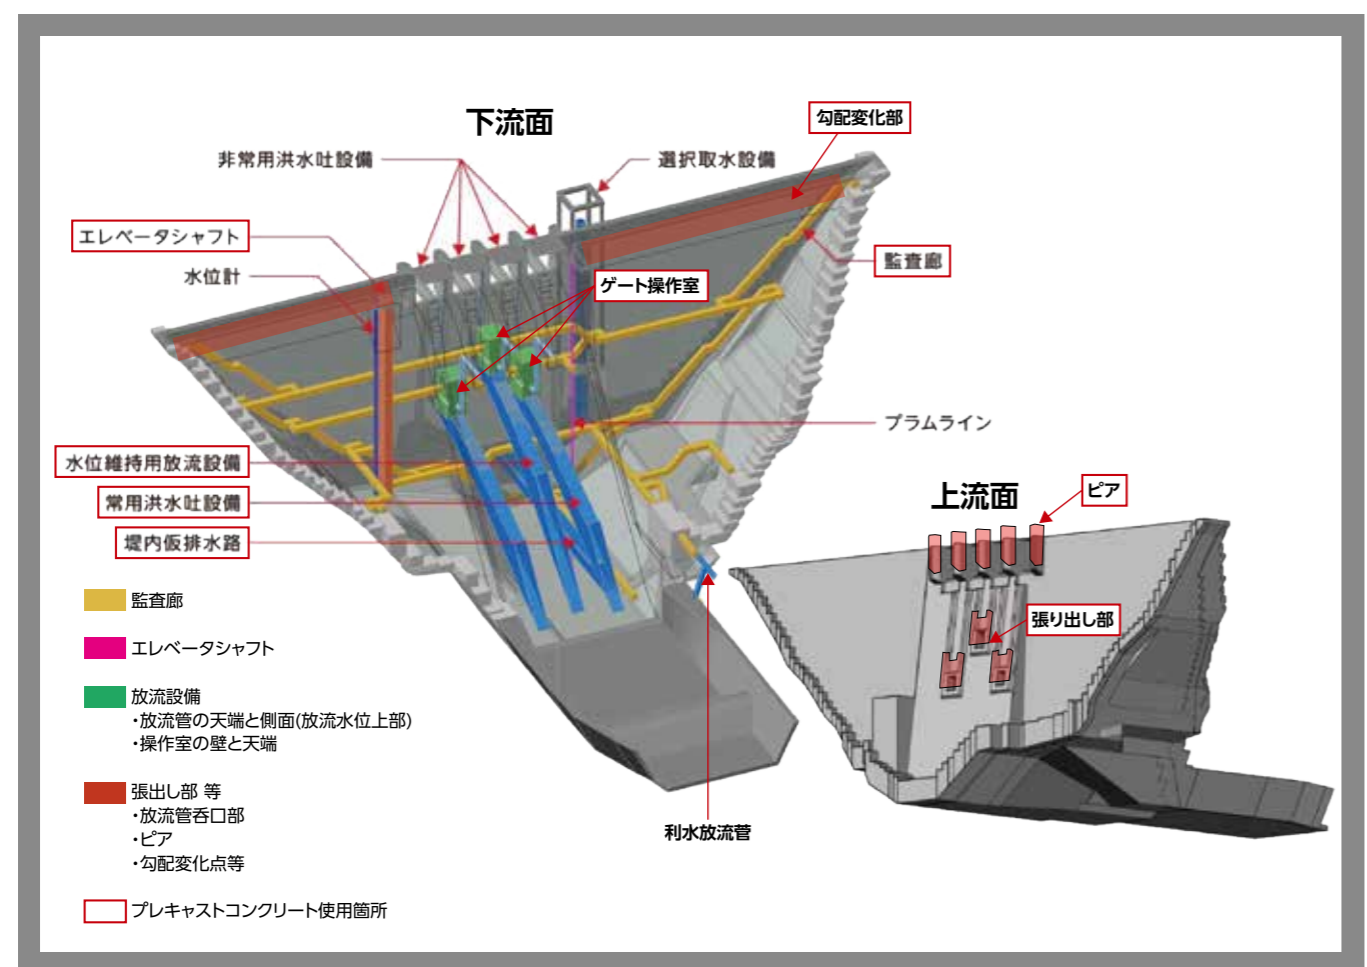 下流面
勾配変化部
非常用洪水吐設備
選択取水設備
エレベータシャフト
監査廊
水位計
ゲート操作室
プラムライン
水位維持用放流設備
常用洪水吐設備
堤内仮排水路
上流面
ピア
張り出し部
利水放流菅
監査廊
エレベータシャフト
放流設備
・放流管の天端と側面(放流水位上部)
・操作室の壁と天端
張出し部 等
・放流管呑口部
・ピア
・勾配変化点等
プレキャストコンクリート使用箇所